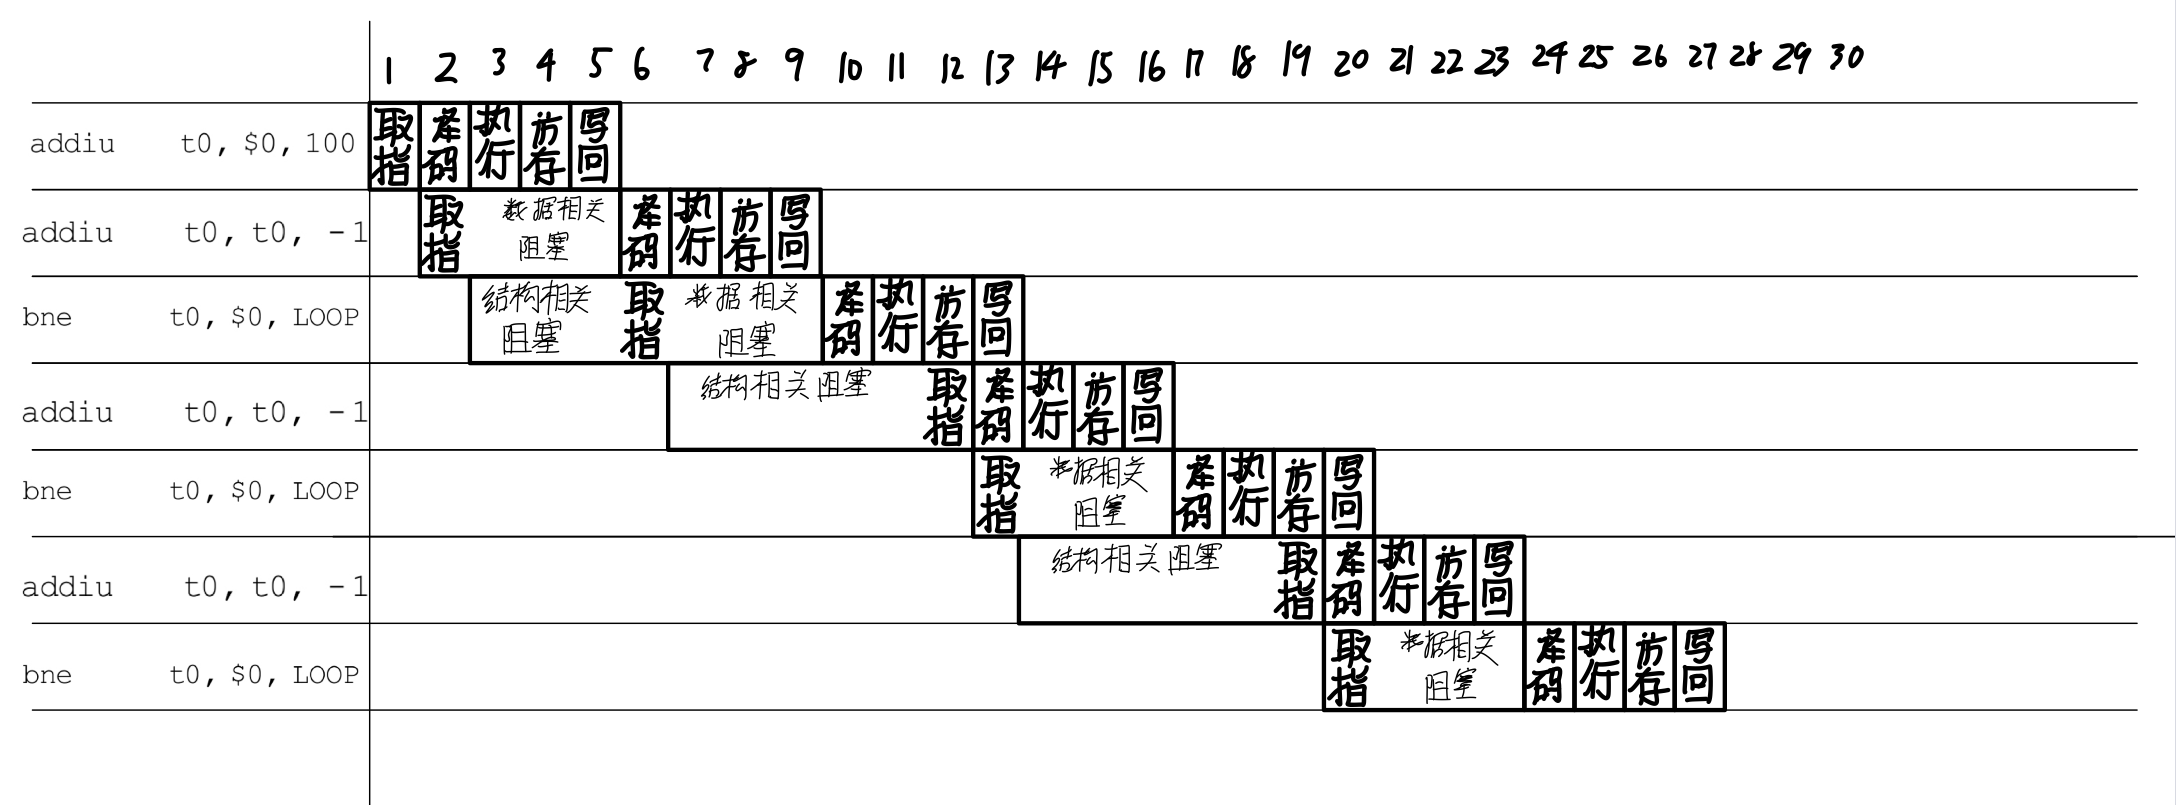 1 2 3 4 5 6 7 8 9 10 11 12 13 14 15 16 17 18 19 20 21 22 23 24 25 26 27 28 29 30
addiu t0, $0, 100 取指 译码 执行 访存 写回
addiu t0, t0, -1 取指 数据相关阻塞 译码 执行 访存 写回
bne t0, $0, LOOP 结构相关阻塞 取指 数据相关阻塞 译码 执行 访存 写回
addiu t0, t0, -1 结构相关阻塞 取指 译码 执行 访存 写回
bne t0, $0, LOOP 取指 数据相关阻塞 译码 执行 访存 写回
addiu t0, t0, -1 结构相关阻塞 取指 译码 执行 访存 写回
bne t0, $0, LOOP 取指 数据相关阻塞 译码 执行 访存 写回